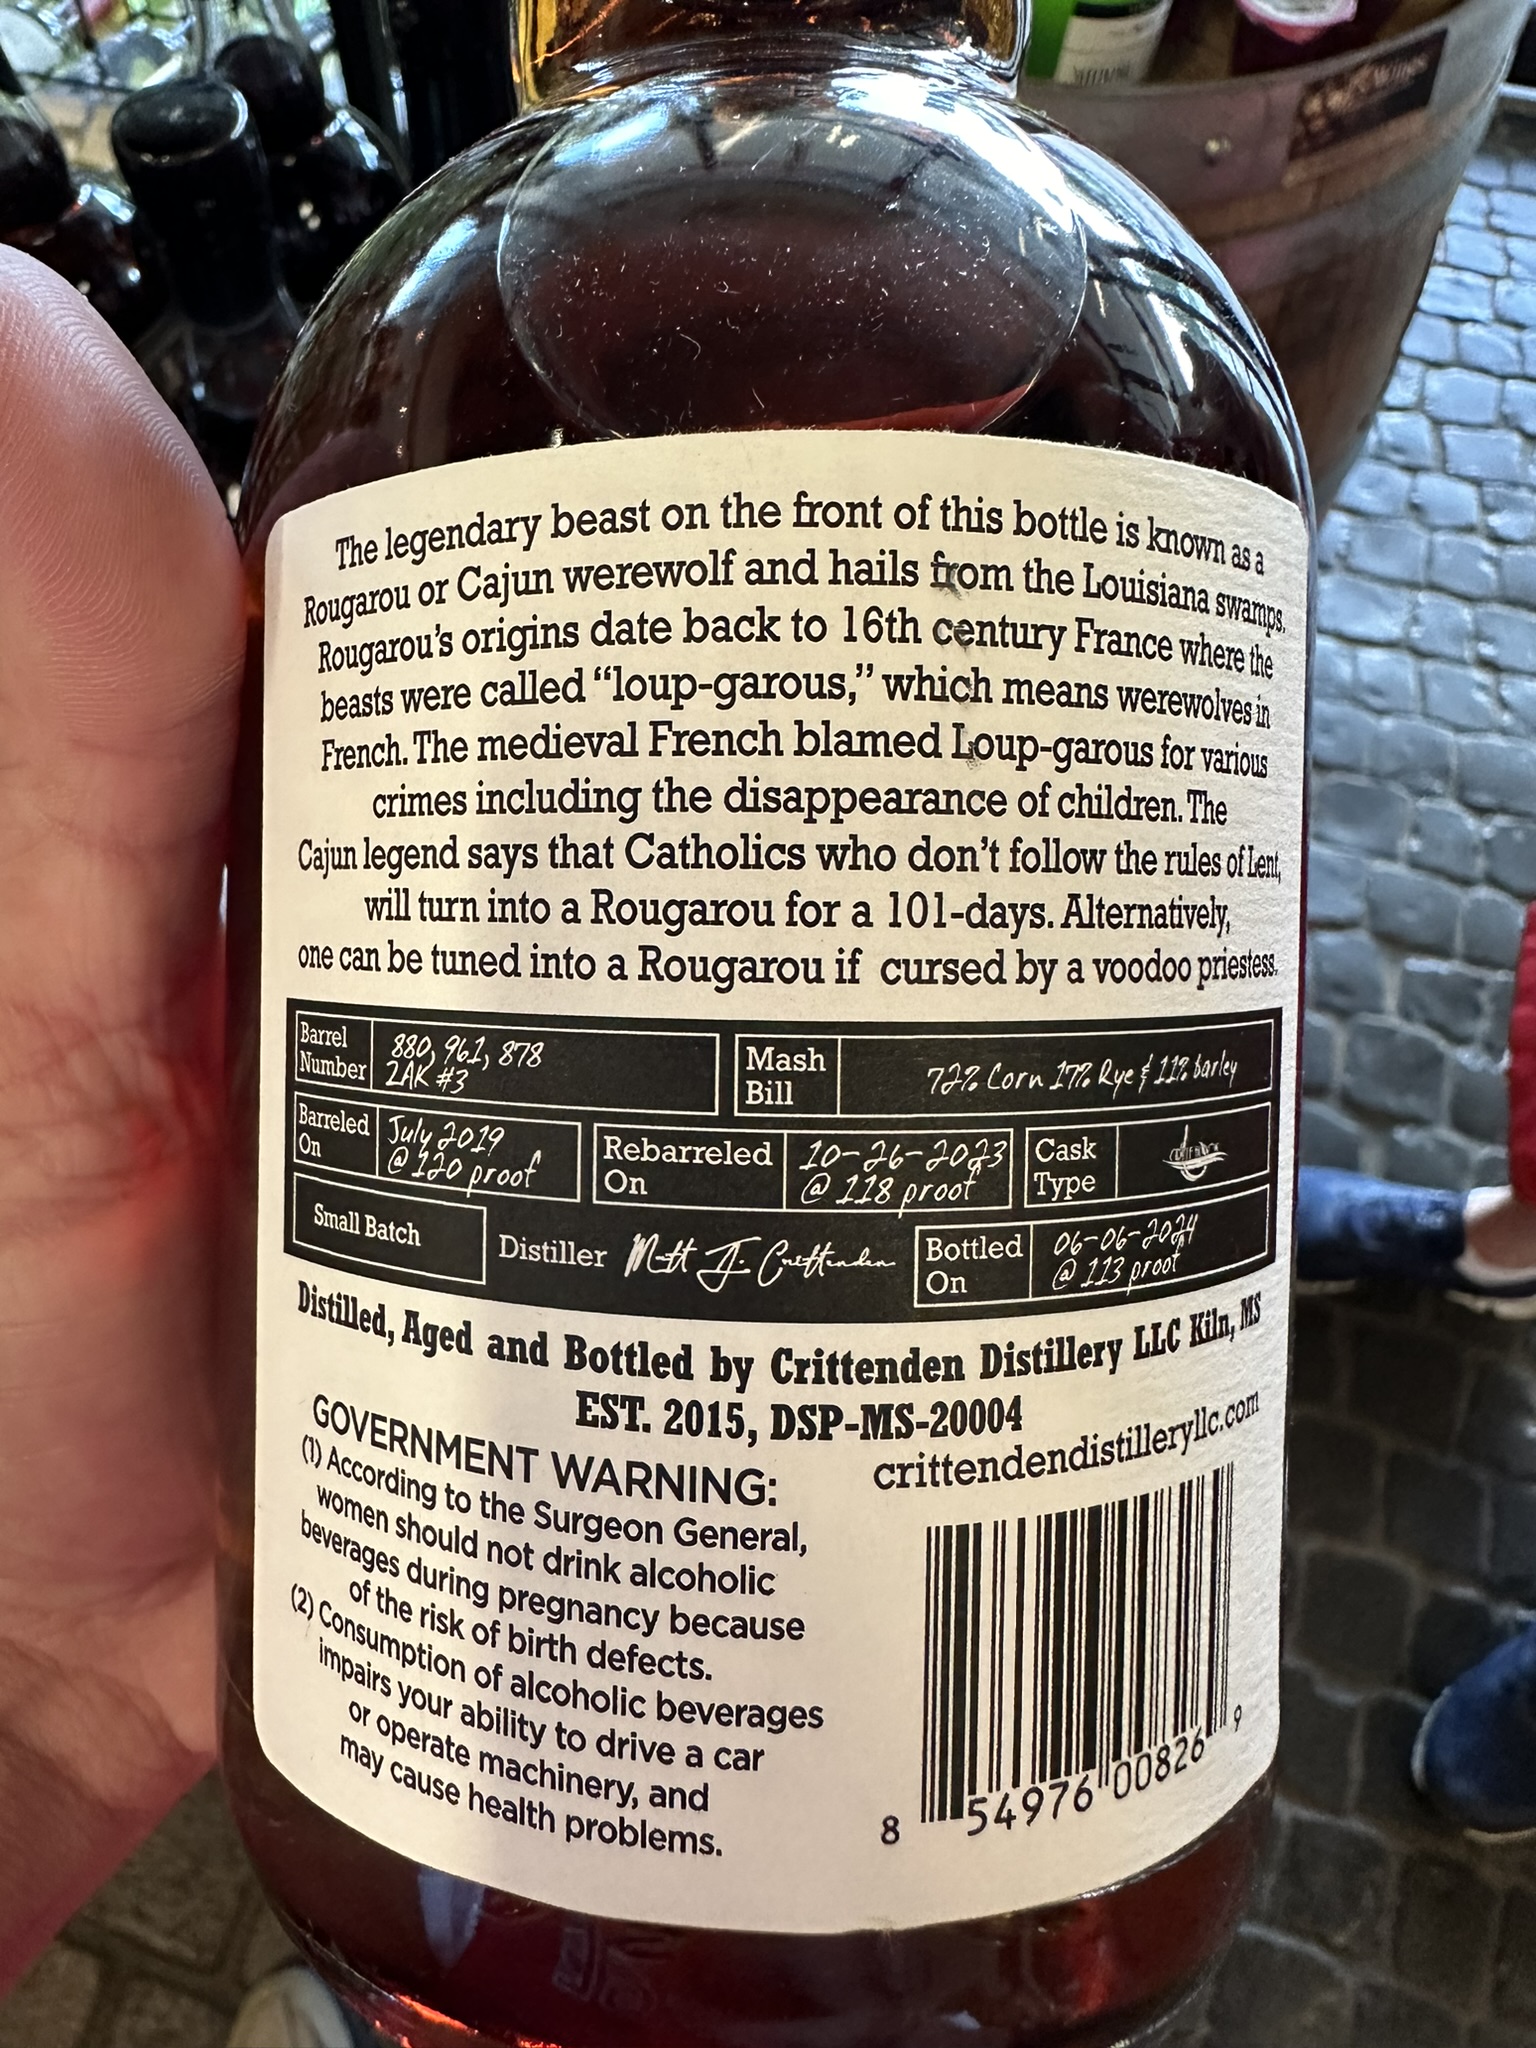 The legendary beast on the front of this bottle is known as a
Rougarou or Cajun werewolf and hails from the Louisiana swamps.
Rougarou's origins date back to 16th century France where the
beasts were called “loup-garous,” which means werewolves in
French. The medieval French blamed Loup-garous for various
crimes including the disappearance of children. The
Cajun legend says that Catholics who don't follow the rules of Lent,
will turn into a Rougarou for a 101-days. Alternatively,
one can be tuned into a Rougarou if cursed by a voodoo priestess.
Barrel
Number
880, 961, 878
ZAK #3
Mash
Bill
72% Corn 17% Rye & 11% barley
Barreled
On
July 2019
@ 120 proof
Rebarreled
On
10-26-2023
@ 118 proof
Cask
Type
Small Batch
Distiller
Matt J. Crittenden
Bottled
On
06-06-2024
@ 113 proof
Distilled, Aged and Bottled by Crittenden Distillery LLC Kiln, MS
EST. 2015, DSP-MS-20004
crittendendistilleryllc.com
GOVERNMENT WARNING:
(1) According to the Surgeon General,
women should not drink alcoholic
beverages during pregnancy because
of the risk of birth defects.
(2) Consumption of alcoholic beverages
impairs your ability to drive a car
or operate machinery, and
may cause health problems.
8 54976 00826 9
Wines